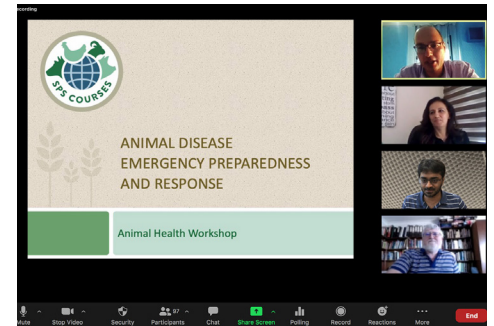 ecording
SPS COURSES
ANIMAL DISEASE
EMERGENCY PREPAREDNESS
AND RESPONSE
Animal Health Workshop
97
Mute Stop Video Security Participants Chat Share Screen Polling Record Reactions More End